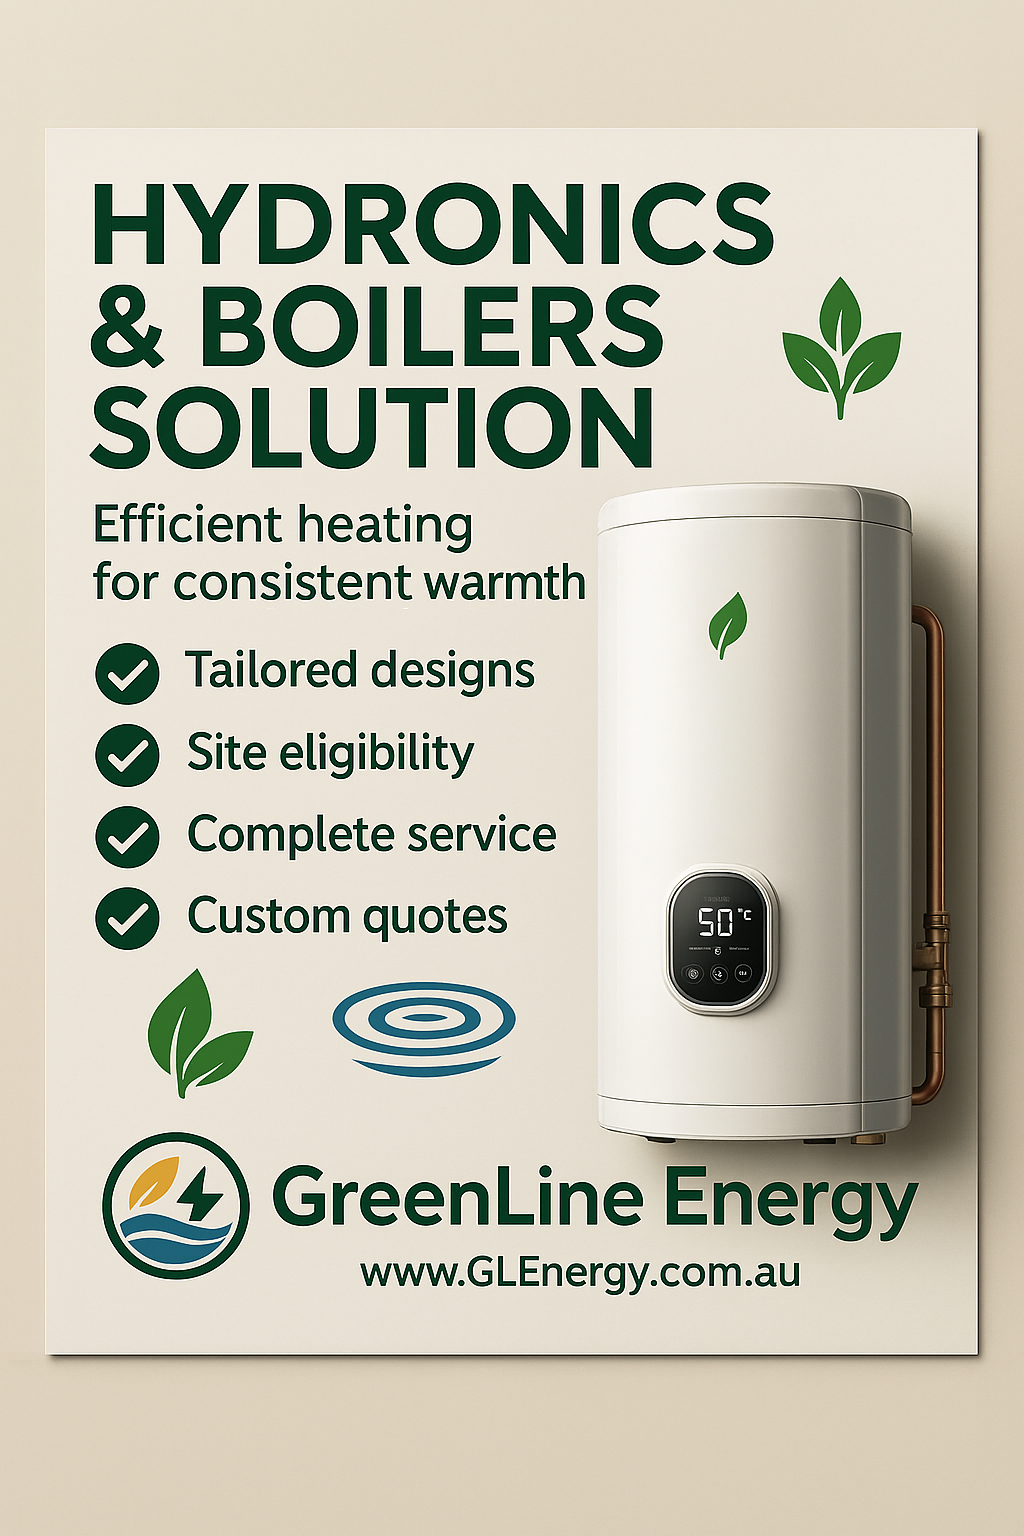 HYDRONICS
& BOILERS
SOLUTION
Efficient heating
for consistent warmth
Tailored designs
Site eligibility
Complete service
Custom quotes
50°C
GreenLine Energy
www.GLEnergy.com.au